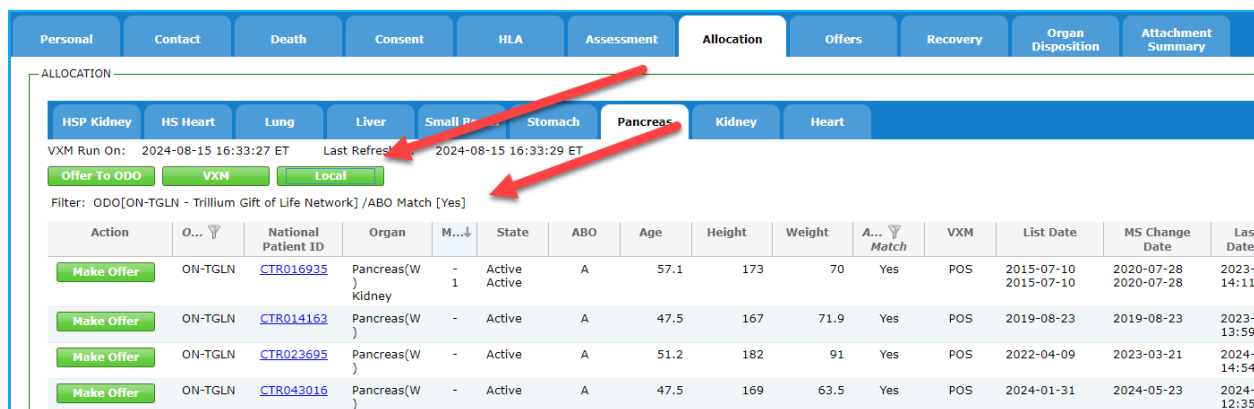 Personal Contact Death Consent HLA Assessment Allocation Offers Recovery Organ Disposition Attachment Summary
ALLOCATION
HSP Kidney HS Heart Lung Liver Small Stomach Pancreas Kidney Heart
VXM Run On: 2024-08-15 16:33:27 ET Last 2024-08-15 16:33:29 ET
Offer To ODO VXM Local
Filter: ODO[ON-TGLN - Trillium Gift of Life Network] /ABO Match [Yes]
Action O... National Patient ID Organ M...↓ State ABO Age Height Weight A... Match VXM List Date MS Change Date Las Date
Make Offer ON-TGLN CTR016935 Pancreas(W - Active A 57.1 173 70 Yes POS 2015-07-10 2020-07-28 2023-
) 1 Active 2015-07-10 2020-07-28 14:11
Kidney
Make Offer ON-TGLN CTR014163 Pancreas(W - Active A 47.5 167 71.9 Yes POS 2019-08-23 2019-08-23 2023-
) 13:59
Make Offer ON-TGLN CTR023695 Pancreas(W - Active A 51.2 182 91 Yes POS 2022-04-09 2023-03-21 2024-
) 14:54
Make Offer ON-TGLN CTR043016 Pancreas(W - Active A 47.5 169 63.5 Yes POS 2024-01-31 2024-05-23 2024-
) 12:35